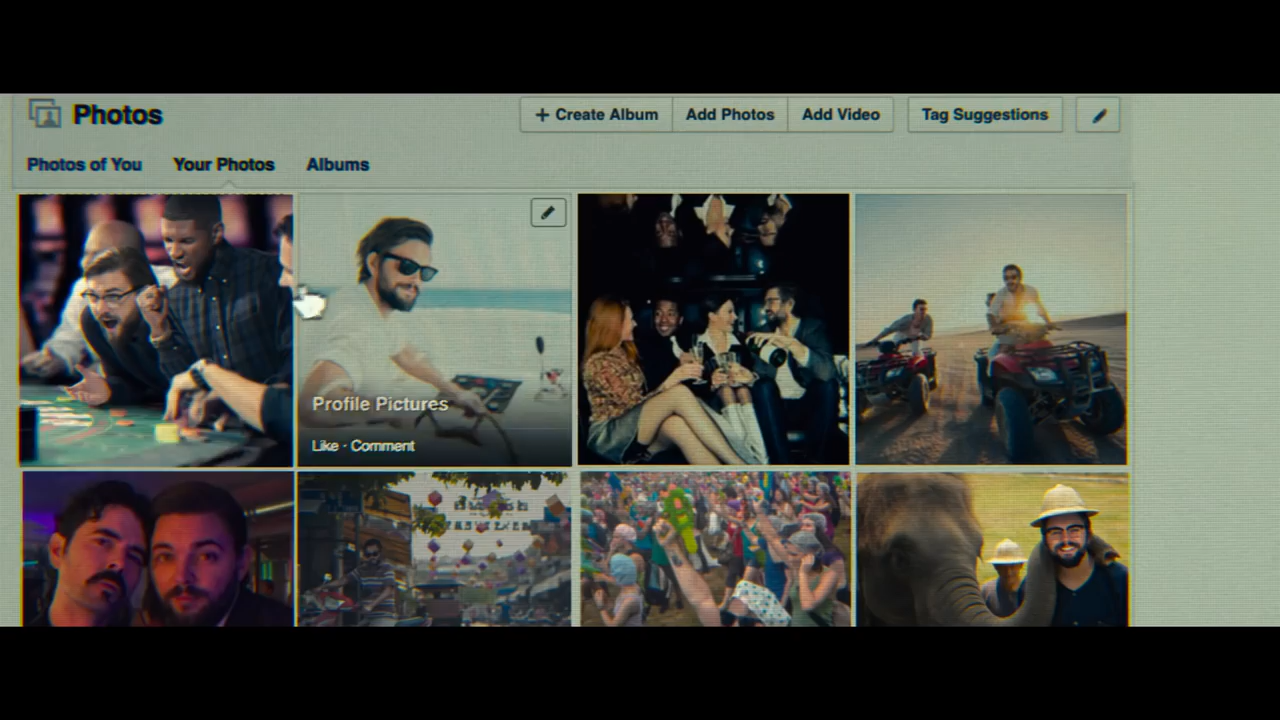 Photos
+ Create Album
Add Photos
Add Video
Tag Suggestions
Photos of You
Your Photos
Albums
Profile Pictures
Like · Comment